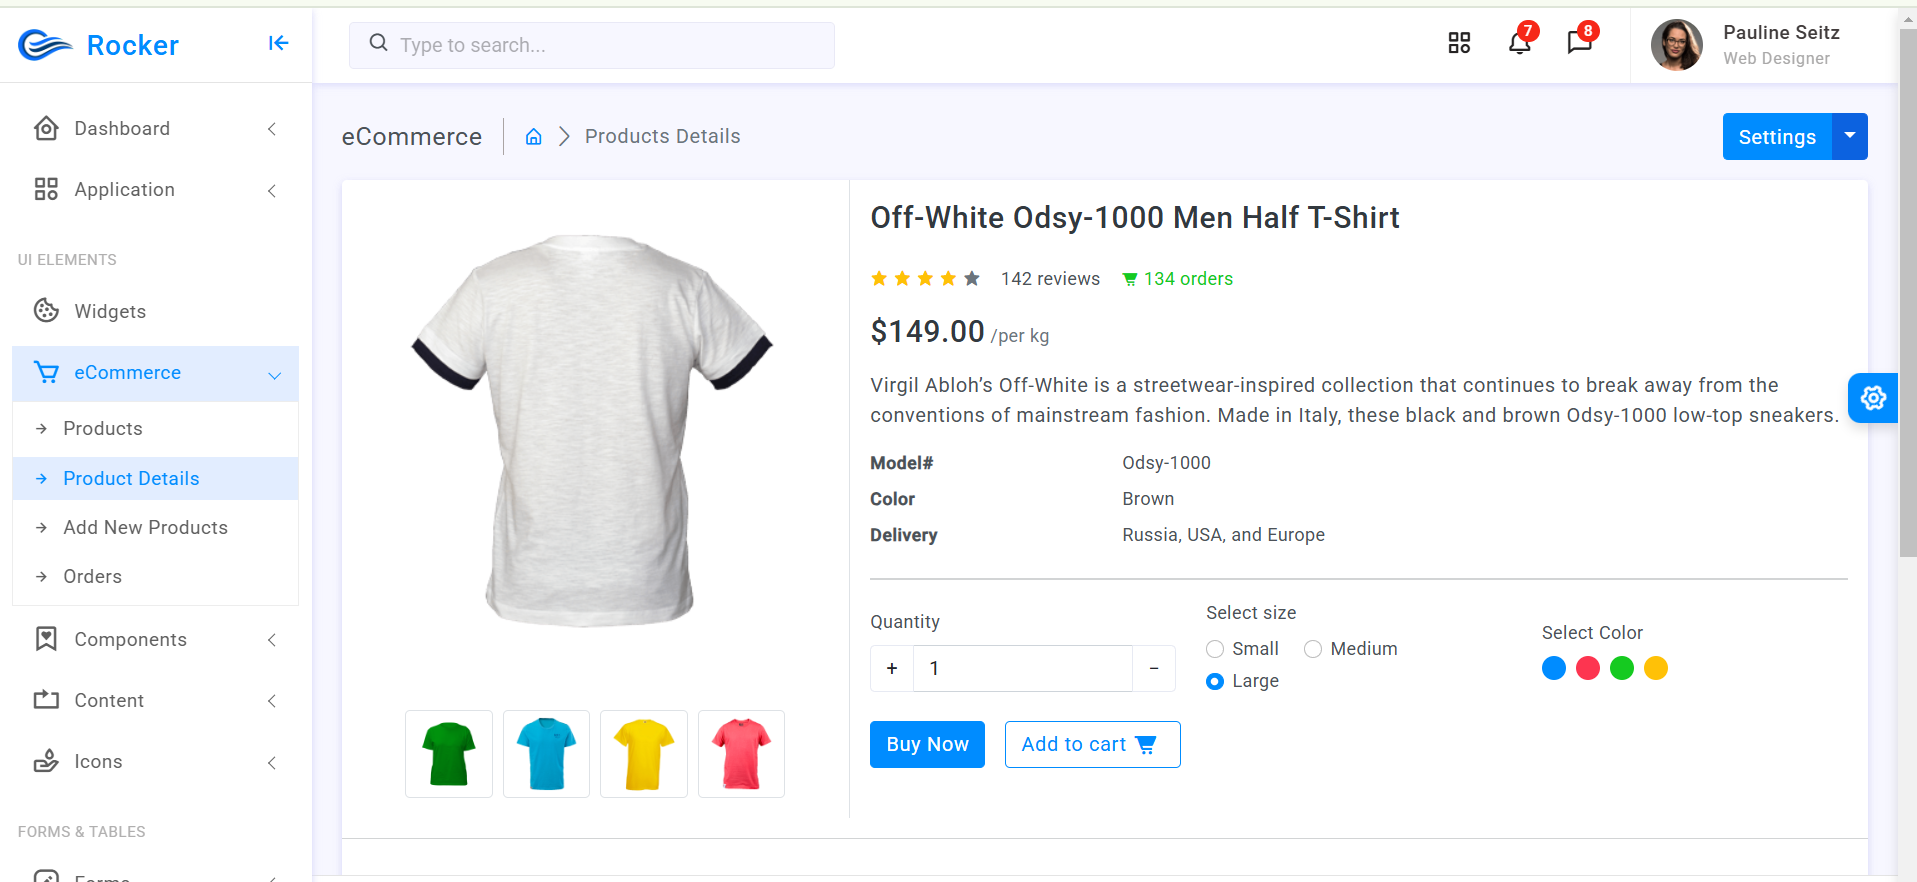 Rocker
Type to search...
7
8
Pauline Seitz
Web Designer
Dashboard
Application
UI ELEMENTS
Widgets
eCommerce
Products
Product Details
Add New Products
Orders
Components
Content
Icons
FORMS & TABLES
Forms
eCommerce
Products Details
Settings
Off-White Odsy-1000 Men Half T-Shirt
142 reviews
134 orders
$149.00 /per kg
Virgil Abloh’s Off-White is a streetwear-inspired collection that continues to break away from the
conventions of mainstream fashion. Made in Italy, these black and brown Odsy-1000 low-top sneakers.
Model# Odsy-1000
Color Brown
Delivery Russia, USA, and Europe
Quantity
+ 1 −
Select size
Small Medium
Large
Select Color
Buy Now
Add to cart